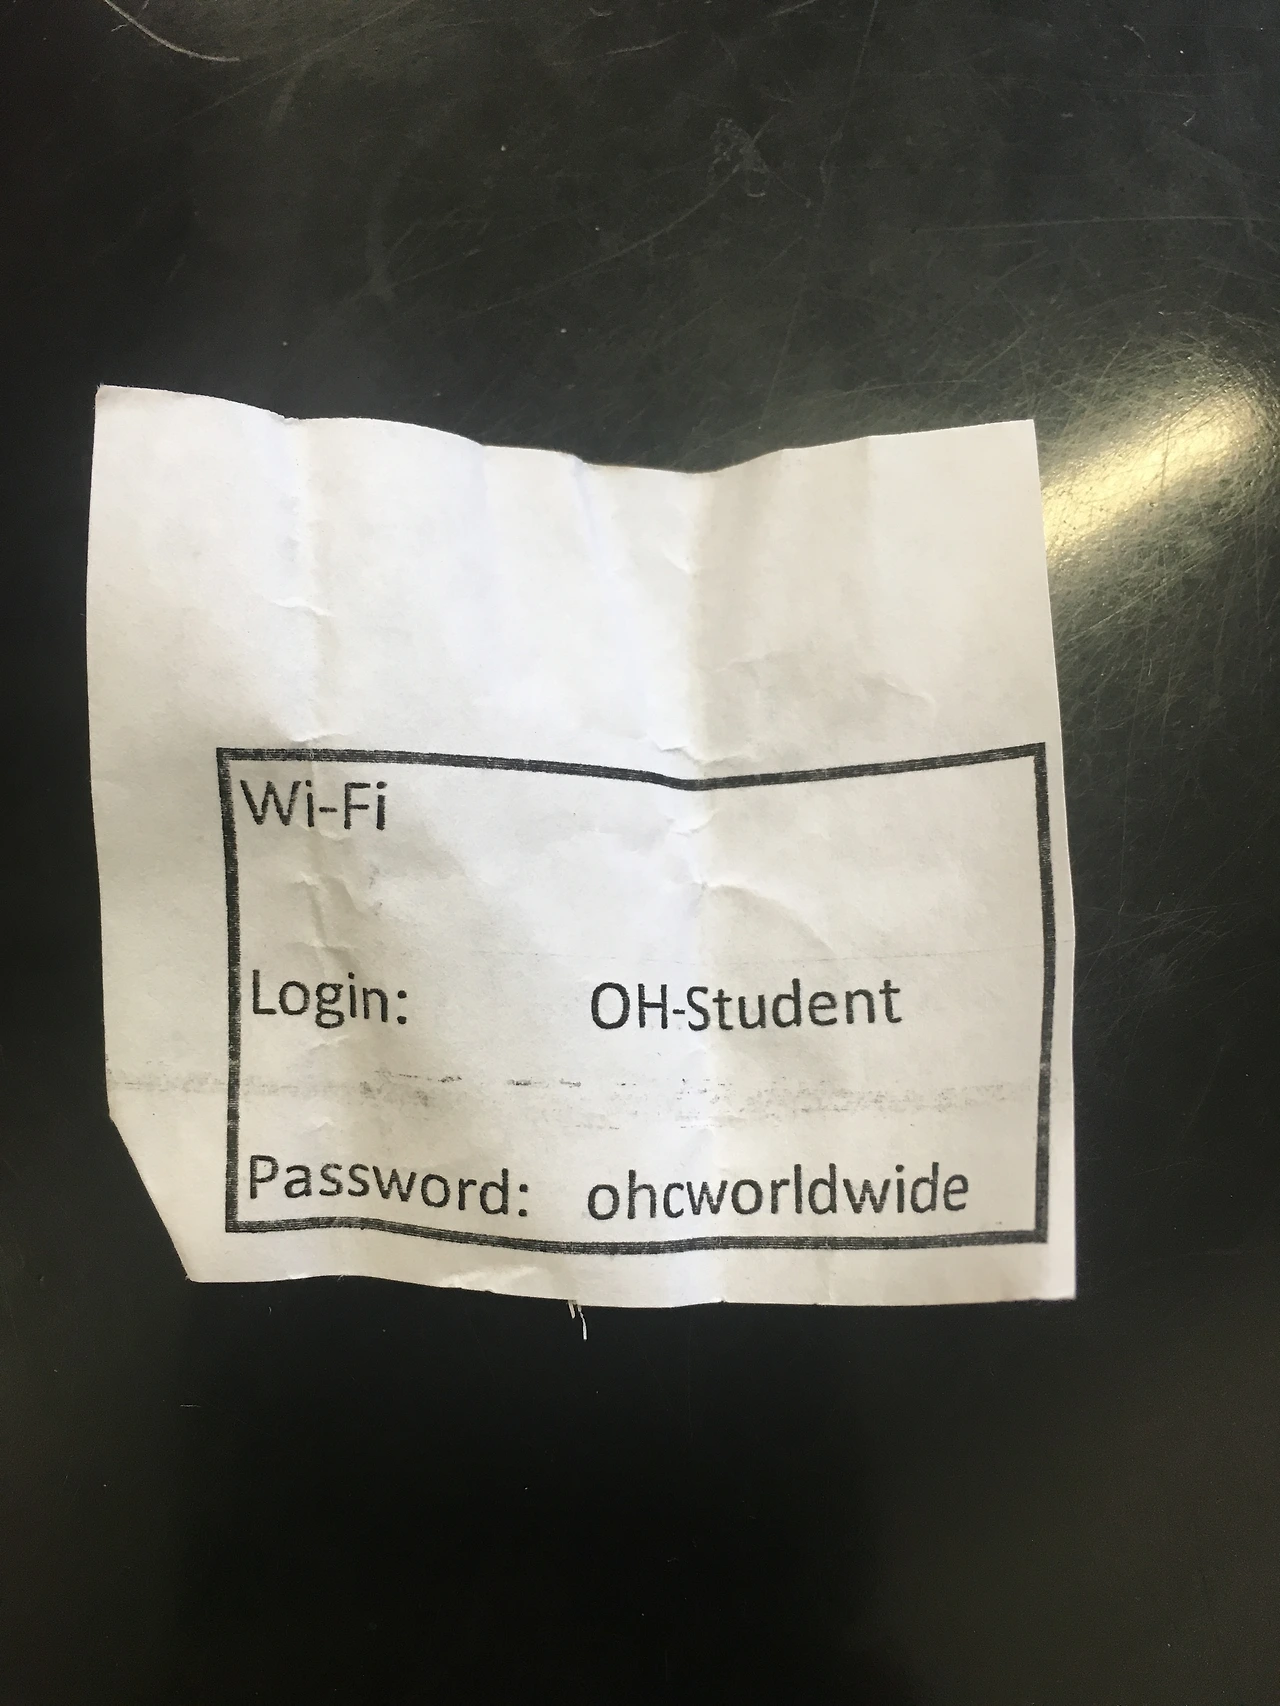 Wi-Fi
Login: OH-Student
Password: ohcworldwide